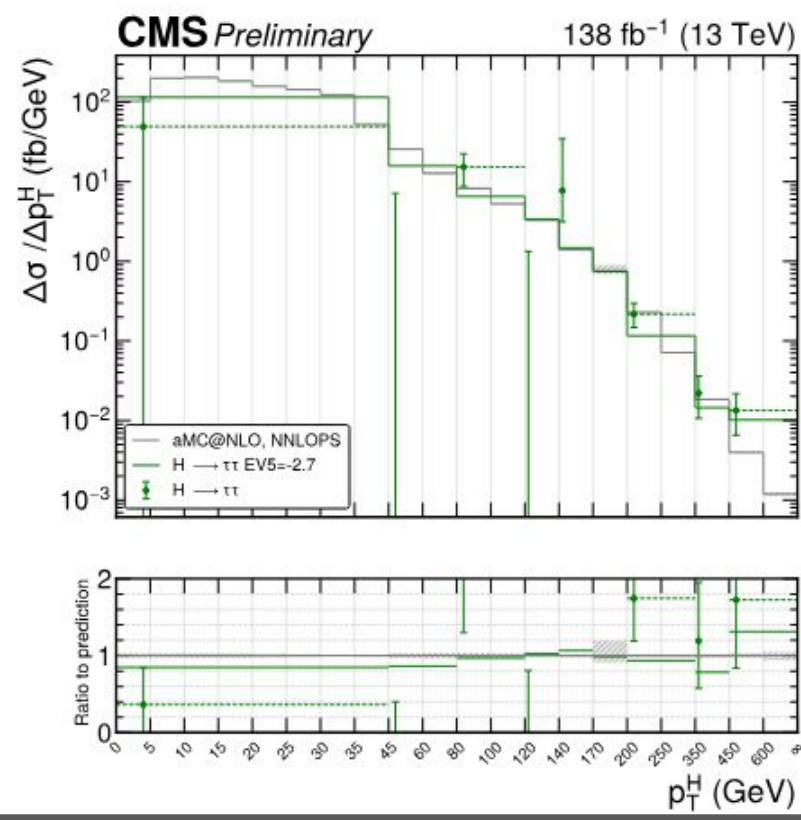 CMS Preliminary 138 fb⁻¹ (13 TeV)
Δσ /Δp_T^H (fb/GeV)
10²
10¹
10⁰
10⁻¹
10⁻²
10⁻³
aMC@NLO, NNLOPS
H → ττ EV5=-2.7
H → ττ
Ratio to prediction
2
1
0
0 5 10 15 20 25 30 35 45 60 80 100 120 140 170 200 250 350 450 600 ∞
p_T^H (GeV)